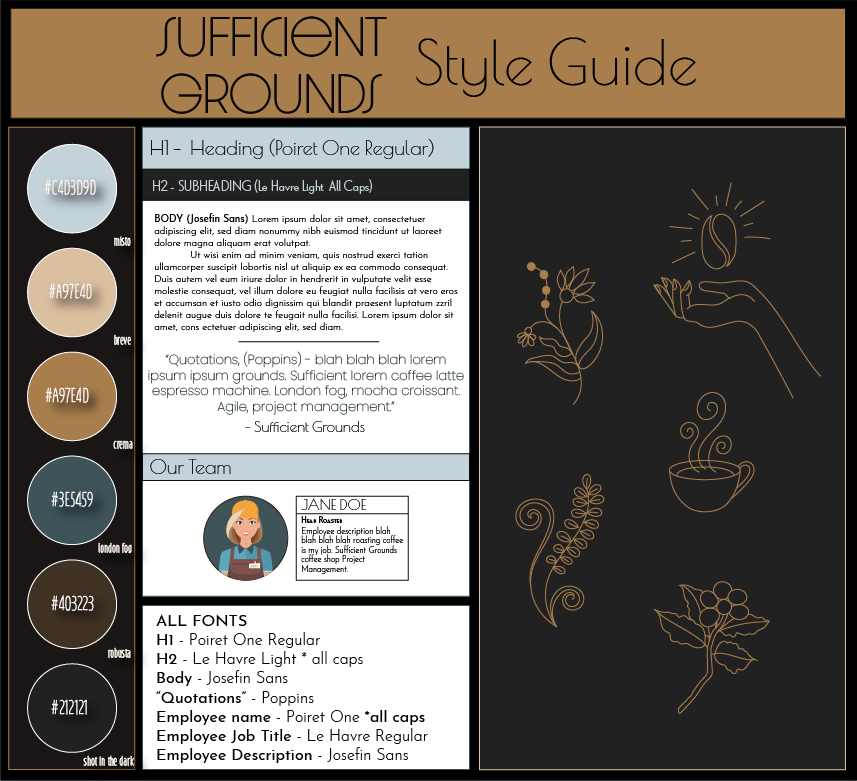 SUFFICIENT
GROUNDS
Style Guide
#C4D3D9D
misto
#A97E4D
breve
#A97E4D
crema
#3E5459
london fog
#403223
robusta
#212121
shot in the dark
H1 - Heading (Poiret One Regular)
H2 - SUBHEADING (Le Havre Light All Caps)
BODY (Josefin Sans) Lorem ipsum dolor sit amet, consectetuer
adipiscing elit, sed diam nonummy nibh euismod tincidunt ut laoreet
dolore magna aliquam erat volutpat.
Ut wisi enim ad minim veniam, quis nostrud exerci tation
ullamcorper suscipit lobortis nisl ut aliquip ex ea commodo consequat.
Duis autem vel eum iriure dolor in hendrerit in vulputate velit esse
molestie consequat, vel illum dolore eu feugiat nulla facilisis at vero eros
et accumsan et iusto odio dignissim qui blandit praesent luptatum zzril
delenit augue duis dolore te feugait nulla facilisi. Lorem ipsum dolor sit
amet, cons ectetuer adipiscing elit, sed diam.
"Quotations, (Poppins) - blah blah blah lorem
ipsum ipsum grounds. Sufficient lorem coffee latte
espresso machine. London fog, mocha croissant.
Agile, project management."
- Sufficient Grounds
Our Team
JANE DOE
Head Roaster
Employee description blah
blah blah blah roasting coffee
is my job. Sufficient Grounds
coffee shop Project
Management.
ALL FONTS
H1 - Poiret One Regular
H2 - Le Havre Light * all caps
Body - Josefin Sans
"Quotations" - Poppins
Employee name - Poiret One *all caps
Employee Job Title - Le Havre Regular
Employee Description - Josefin Sans